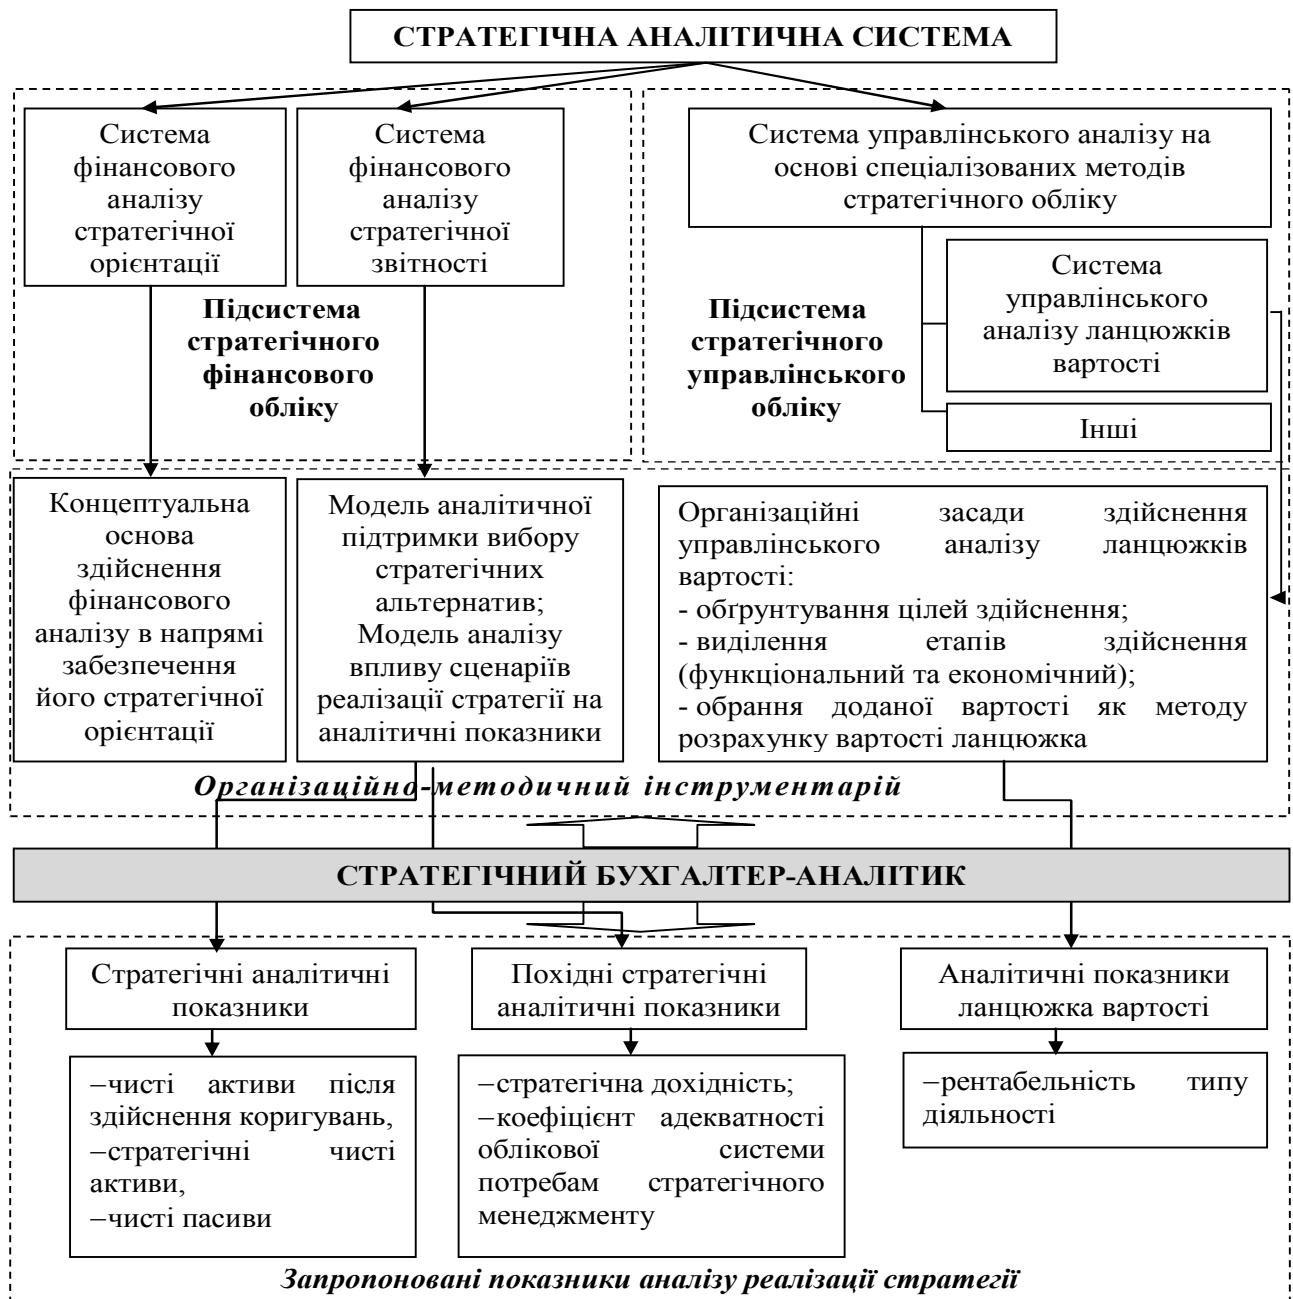 СТРАТЕГІЧНА АНАЛІТИЧНА СИСТЕМА
Система
фінансового
аналізу
стратегічної
орієнтації
Система
фінансового
аналізу
стратегічної
звітності
Підсистема
стратегічного
фінансового
обліку
Система управлінського аналізу на
основі спеціалізованих методів
стратегічного обліку
Система
управлінського
аналізу ланцюжків
вартості
Інші
Підсистема
стратегічного
управлінського
обліку
Концептуальна
основа
здійснення
фінансового
аналізу в напрямі
забезпечення
його стратегічної
орієнтації
Модель аналітичної
підтримки вибору
стратегічних
альтернатив;
Модель аналізу
впливу сценаріїв
реалізації стратегії на
аналітичні показники
Організаційні засади здійснення
управлінського аналізу ланцюжків
вартості:
- обґрунтування цілей здійснення;
- виділення етапів здійснення
(функціональний та економічний);
- обрання доданої вартості як методу
розрахунку вартості ланцюжка
Організаційно-методичний інструментарій
СТРАТЕГІЧНИЙ БУХГАЛТЕР-АНАЛІТИК
Стратегічні аналітичні
показники
Похідні стратегічні
аналітичні показники
Аналітичні показники
ланцюжка вартості
–чисті активи після
здійснення коригувань,
–стратегічні чисті
активи,
–чисті пасиви
–стратегічна дохідність;
–коефіцієнт адекватності
облікової системи
потребам стратегічного
менеджменту
–рентабельність типу
діяльності
Запропоновані показники аналізу реалізації стратегії